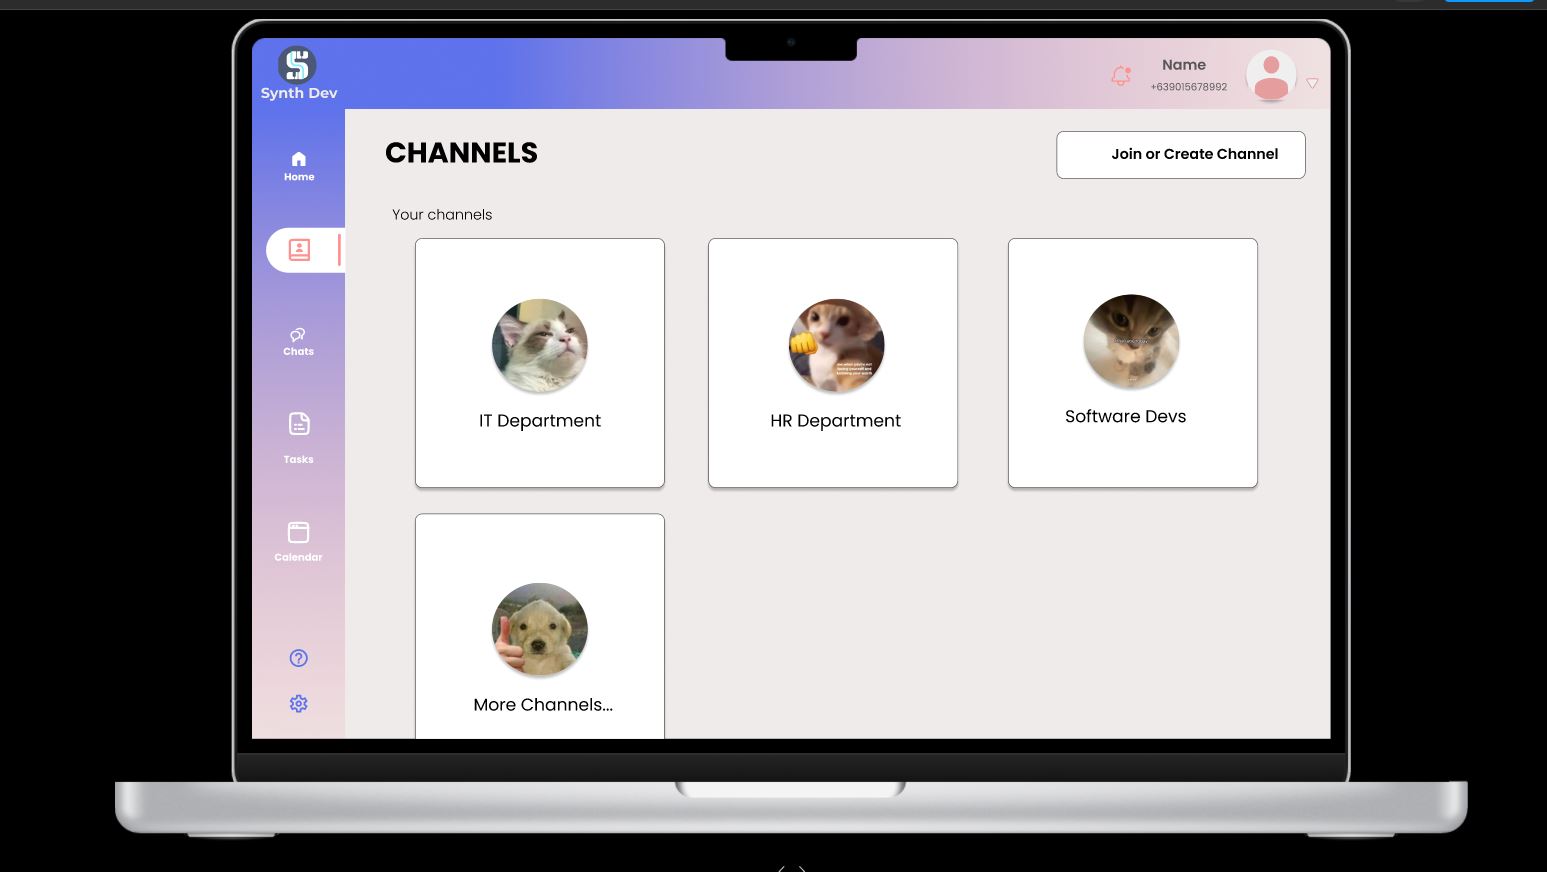 Synth Dev
Name
+639015678992
CHANNELS
Join or Create Channel
Home
Your channels
Chats
IT Department
HR Department
Software Devs
Tasks
Calendar
More Channels...